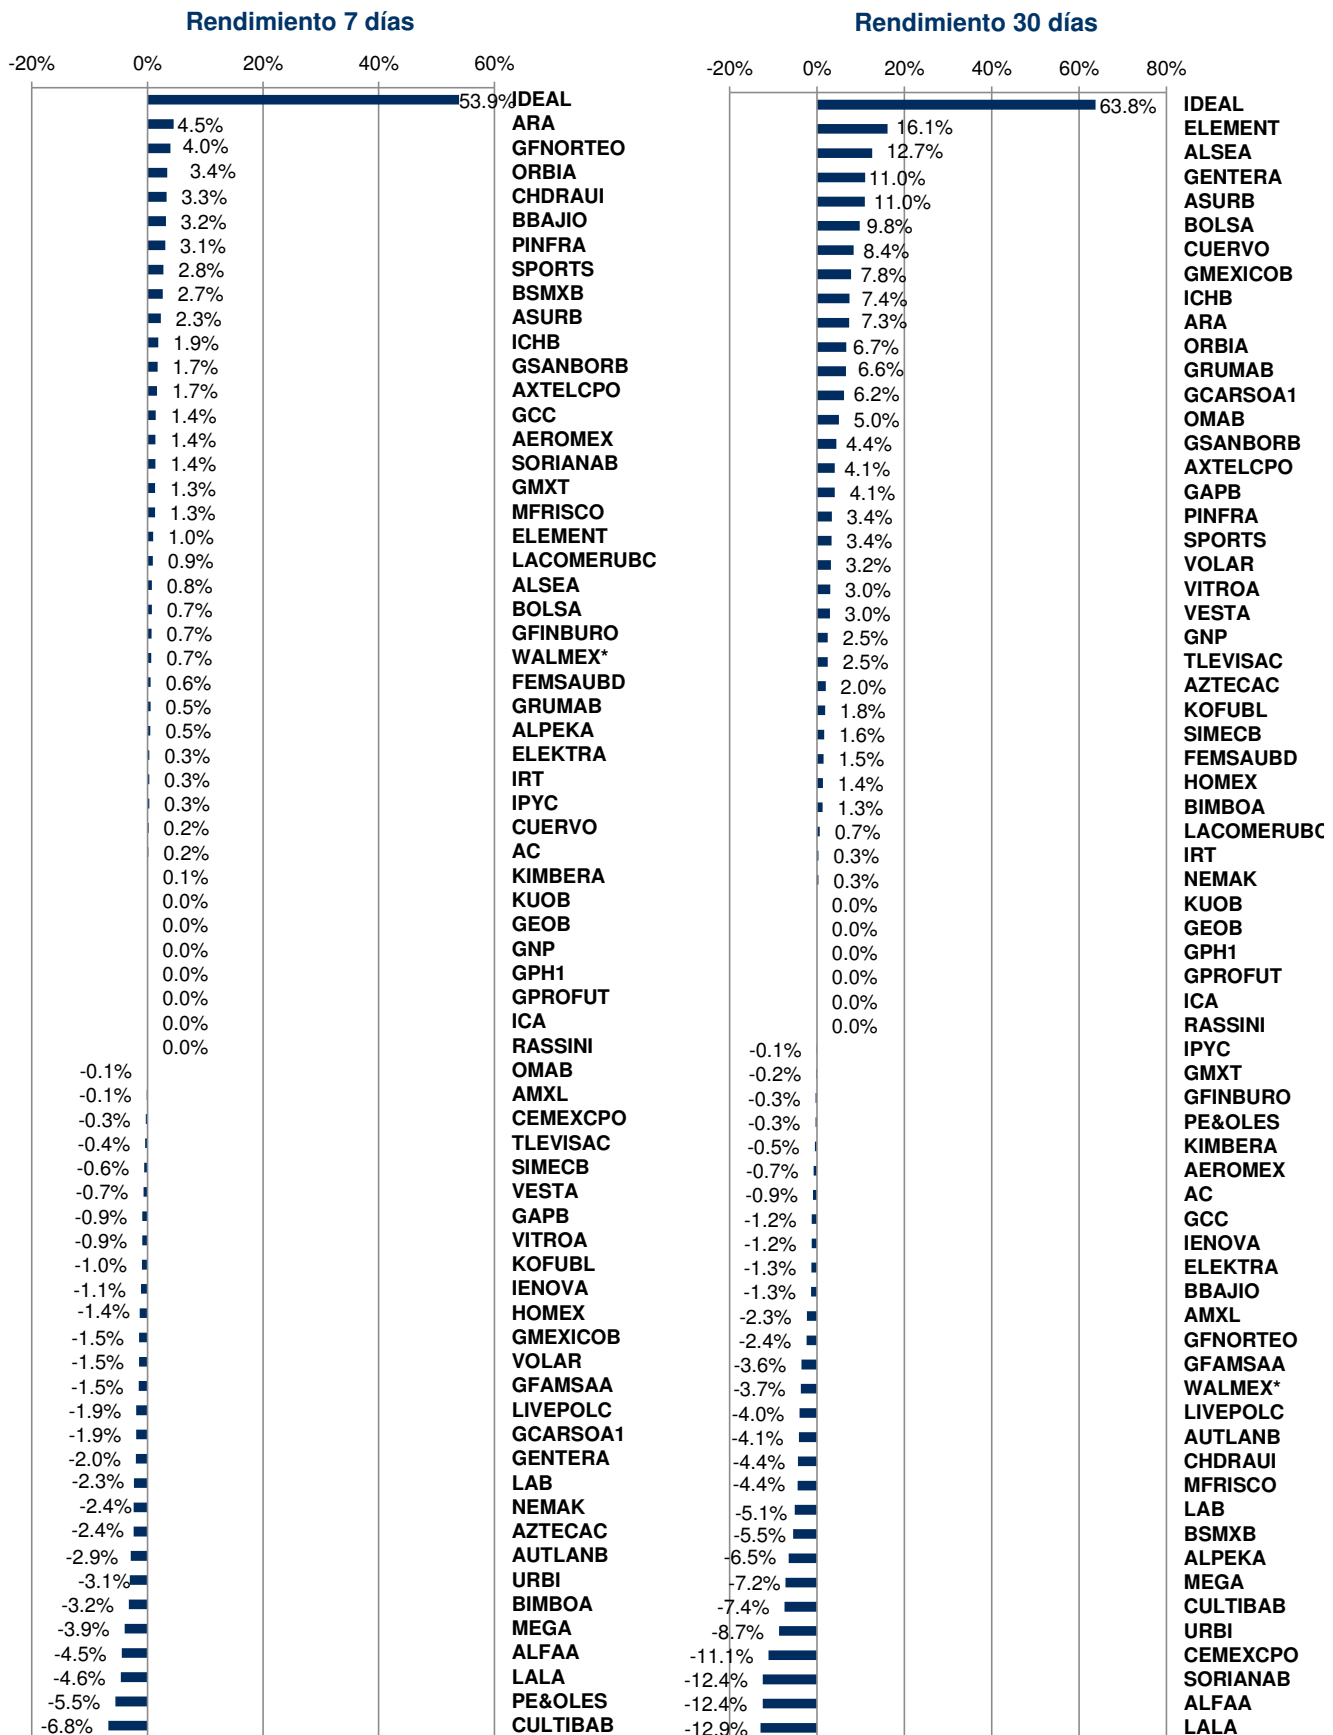 Rendimiento 7 días
-20% 0% 20% 40% 60%
53.9% IDEAL
4.5% ARA
4.0% GFNORTEO
3.4% ORBIA
3.3% CHDRAUI
3.2% BBAJIO
3.1% PINFRA
2.8% SPORTS
2.7% BSMXB
2.3% ASURB
1.9% ICHB
1.7% GSANBORB
1.7% AXTELCPO
1.4% GCC
1.4% AEROMEX
1.4% SORIANAB
1.3% GMXT
1.3% MFRISCO
1.0% ELEMENT
0.9% LACOMERUBC
0.8% ALSEA
0.7% BOLSA
0.7% GFINBURO
0.7% WALMEX*
0.6% FEMSAUBD
0.5% GRUMAB
0.5% ALPEKA
0.3% ELEKTRA
0.3% IRT
0.3% IPYC
0.2% CUERVO
0.2% AC
0.1% KIMBERA
0.0% KUOB
0.0% GEOB
0.0% GNP
0.0% GPH1
0.0% GPROFUT
0.0% ICA
0.0% RASSINI
-0.1% OMAB
-0.1% AMXL
-0.3% CEMEXCPO
-0.4% TLEVISAC
-0.6% SIMECB
-0.7% VESTA
-0.9% GAPB
-0.9% VITROA
-1.0% KOFUBL
-1.1% IENOVA
-1.4% HOMEX
-1.5% GMEXICOB
-1.5% VOLAR
-1.5% GFAMSAA
-1.9% LIVEPOLC
-1.9% GCARSOA1
-2.0% GENTERA
-2.3% LAB
-2.4% NEMAK
-2.4% AZTECAC
-2.9% AUTLANB
-3.1% URBI
-3.2% BIMBOA
-3.9% MEGA
-4.5% ALFAA
-4.6% LALA
-5.5% PE&OLES
-6.8% CULTIBAB
Rendimiento 30 días
-20% 0% 20% 40% 60% 80%
63.8% IDEAL
16.1% ELEMENT
12.7% ALSEA
11.0% GENTERA
11.0% ASURB
9.8% BOLSA
8.4% CUERVO
7.8% GMEXICOB
7.4% ICHB
7.3% ARA
6.7% ORBIA
6.6% GRUMAB
6.2% GCARSOA1
5.0% OMAB
4.4% GSANBORB
4.1% AXTELCPO
4.1% GAPB
3.4% PINFRA
3.4% SPORTS
3.2% VOLAR
3.0% VITROA
3.0% VESTA
2.5% GNP
2.5% TLEVISAC
2.0% AZTECAC
1.8% KOFUBL
1.6% SIMECB
1.5% FEMSAUBD
1.4% HOMEX
1.3% BIMBOA
0.7% LACOMERUBC
0.3% IRT
0.3% NEMAK
0.0% KUOB
0.0% GEOB
0.0% GPH1
0.0% GPROFUT
0.0% ICA
0.0% RASSINI
-0.1% IPYC
-0.2% GMXT
-0.3% GFINBURO
-0.3% PE&OLES
-0.5% KIMBERA
-0.7% AEROMEX
-0.9% AC
-1.2% GCC
-1.2% IENOVA
-1.3% ELEKTRA
-1.3% BBAJIO
-2.3% AMXL
-2.4% GFNORTEO
-3.6% GFAMSAA
-3.7% WALMEX*
-4.0% LIVEPOLC
-4.1% AUTLANB
-4.4% CHDRAUI
-4.4% MFRISCO
-5.1% LAB
-5.5% BSMXB
-6.5% ALPEKA
-7.2% MEGA
-7.4% CULTIBAB
-8.7% URBI
-11.1% CEMEXCPO
-12.4% SORIANAB
-12.4% ALFAA
-12.9% LALA